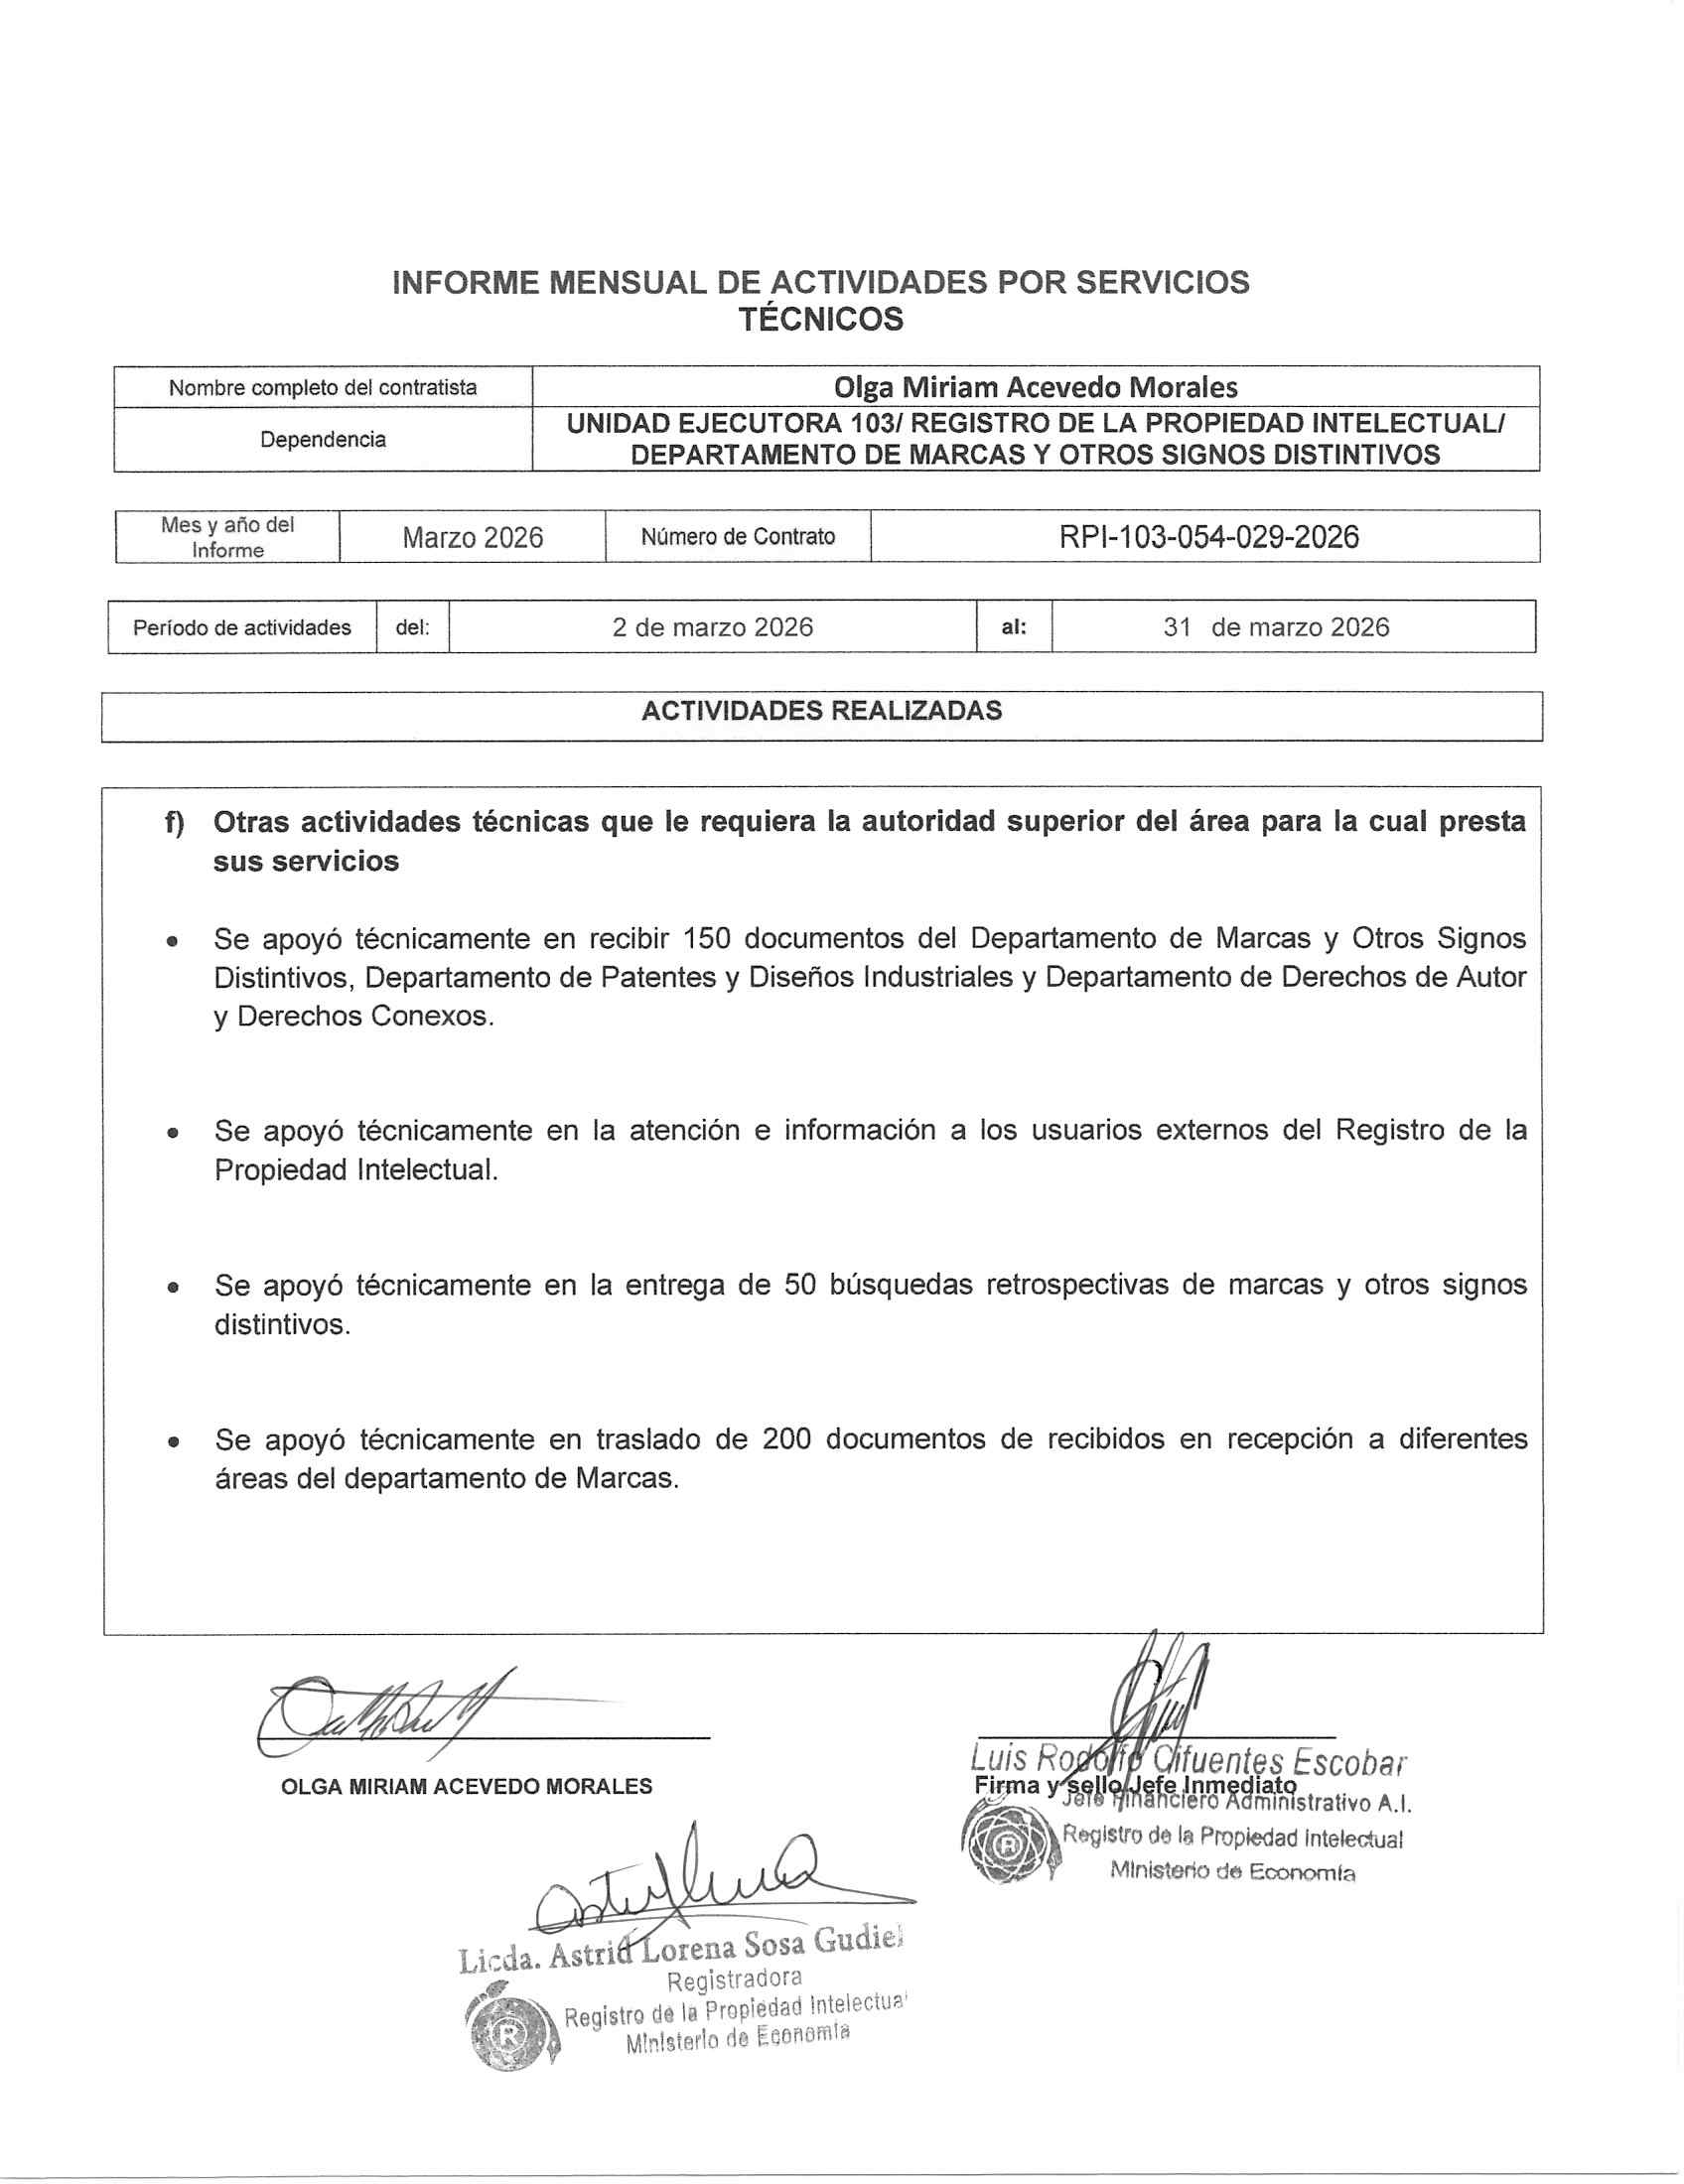 INFORME MENSUAL DE ACTIVIDADES POR SERVICIOS
TÉCNICOS
Nombre completo del contratista
Olga Miriam Acevedo Morales
Dependencia
UNIDAD EJECUTORA 103/ REGISTRO DE LA PROPIEDAD INTELECTUAL/
DEPARTAMENTO DE MARCAS Y OTROS SIGNOS DISTINTIVOS
Mes y año del
Informe
Marzo 2026
Número de Contrato
RPI-103-054-029-2026
Período de actividades
del:
2 de marzo 2026
al:
31 de marzo 2026
ACTIVIDADES REALIZADAS
f) Otras actividades técnicas que le requiera la autoridad superior del área para la cual presta
sus servicios
• Se apoyó técnicamente en recibir 150 documentos del Departamento de Marcas y Otros Signos
Distintivos, Departamento de Patentes y Diseños Industriales y Departamento de Derechos de Autor
y Derechos Conexos.
• Se apoyó técnicamente en la atención e información a los usuarios externos del Registro de la
Propiedad Intelectual.
• Se apoyó técnicamente en la entrega de 50 búsquedas retrospectivas de marcas y otros signos
distintivos.
• Se apoyó técnicamente en traslado de 200 documentos de recibidos en recepción a diferentes
áreas del departamento de Marcas.
OLGA MIRIAM ACEVEDO MORALES
Luis Rodolfo Cifuentes Escobar
Firma y sello Jefe Inmediato
Jefe Financiero Administrativo A.I.
Registro de la Propiedad Intelectual
Ministerio de Economía
R
Licda. Astrid Lorena Sosa Gudiel
Registradora
Registro de la Propiedad Intelectual
Ministerio de Economía
R